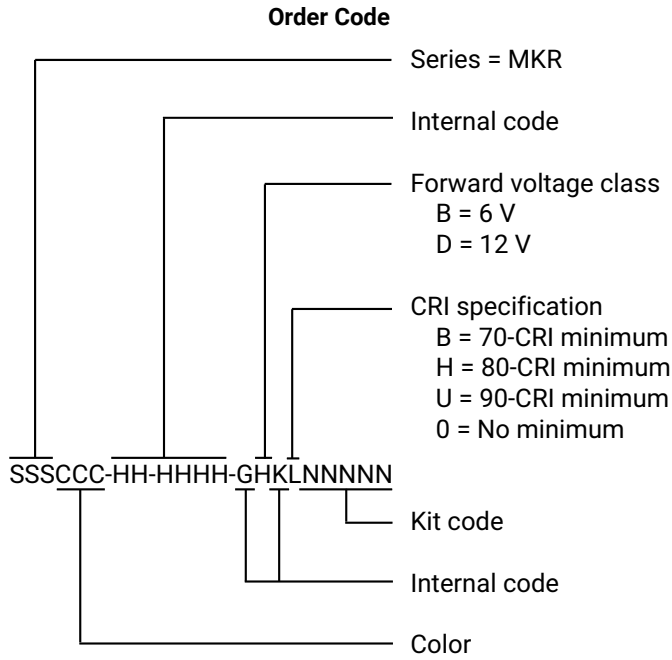 Order Code
Series = MKR
Internal code
Forward voltage class
B = 6 V
D = 12 V
CRI specification
B = 70-CRI minimum
H = 80-CRI minimum
U = 90-CRI minimum
0 = No minimum
SSSCCC-HH-HHHH-GHKLNNNNN
Kit code
Internal code
Color